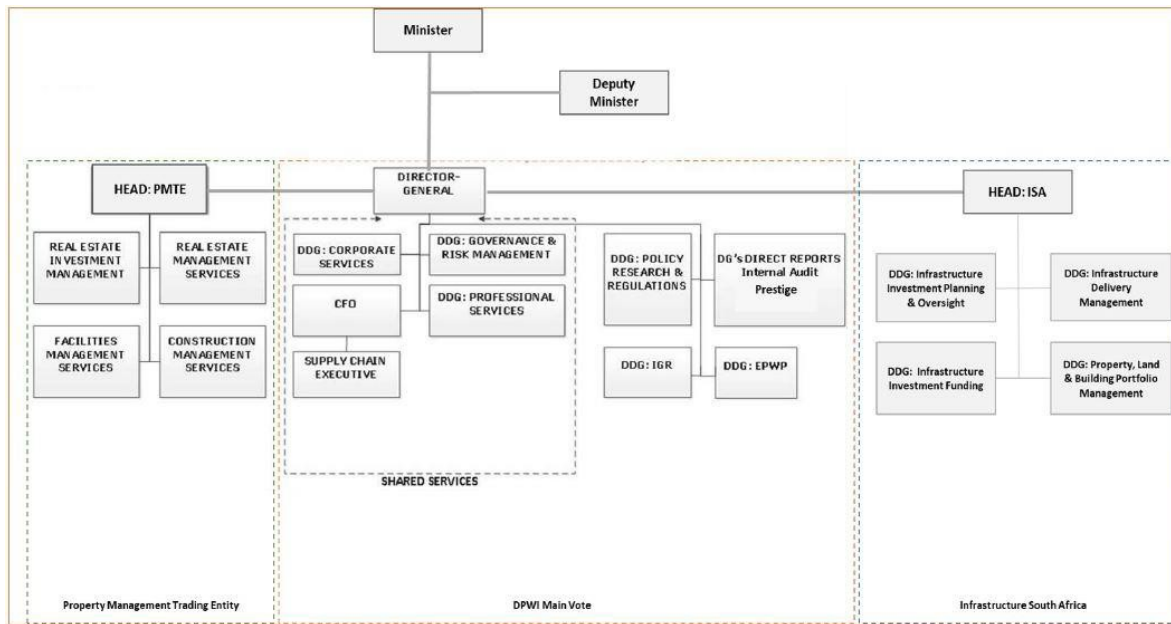 Minister
Deputy
Minister
HEAD: PMTE
DIRECTOR-
GENERAL
HEAD: ISA
REAL ESTATE
INVESTMENT
MANAGEMENT
REAL ESTATE
MANAGEMENT
SERVICES
FACILITIES
MANAGEMENT
SERVICES
CONSTRUCTION
MANAGEMENT
SERVICES
DDG: CORPORATE
SERVICES
DDG: GOVERNANCE &
RISK MANAGEMENT
CFO
DDG: PROFESSIONAL
SERVICES
SUPPLY CHAIN
EXECUTIVE
SHARED SERVICES
DDG: POLICY
RESEARCH &
REGULATIONS
DG's DIRECT REPORTS
Internal Audit
Prestige
DDG: IGR
DDG: EPWP
DDG: Infrastructure
Investment Planning
& Oversight
DDG: Infrastructure
Delivery
Management
DDG: Infrastructure
Investment Funding
DDG: Property, Land
& Building Portfolio
Management
Property Management Trading Entity
DPWI Main Vote
Infrastructure South Africa